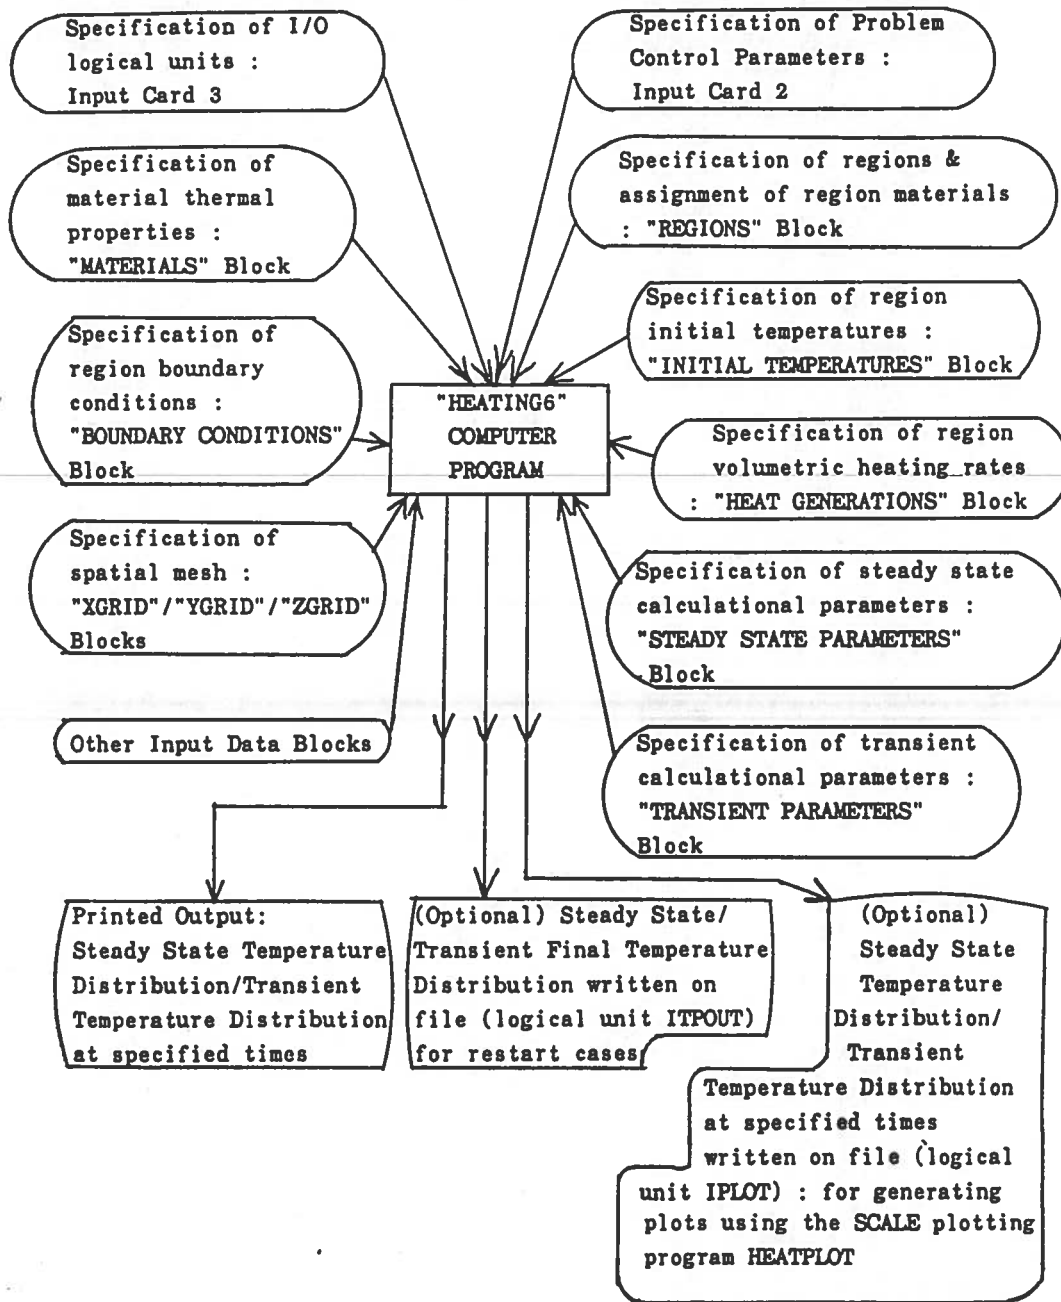 Specification of I/O
logical units :
Input Card 3
Specification of Problem
Control Parameters :
Input Card 2
Specification of
material thermal
properties :
"MATERIALS" Block
Specification of regions &
assignment of region materials
: "REGIONS" Block
Specification of region
initial temperatures :
"INITIAL TEMPERATURES" Block
Specification of
region boundary
conditions :
"BOUNDARY CONDITIONS"
Block
"HEATING6"
COMPUTER
PROGRAM
Specification of region
volumetric heating rates
: "HEAT GENERATIONS" Block
Specification of
spatial mesh :
"XGRID"/"YGRID"/"ZGRID"
Blocks
Specification of steady state
calculational parameters :
"STEADY STATE PARAMETERS"
Block
Other Input Data Blocks
Specification of transient
calculational parameters :
"TRANSIENT PARAMETERS"
Block
Printed Output:
Steady State Temperature
Distribution/Transient
Temperature Distribution
at specified times
(Optional) Steady State/
Transient Final Temperature
Distribution written on
file (logical unit ITPOUT)
for restart cases
(Optional)
Steady State
Temperature
Distribution/
Transient
Temperature Distribution
at specified times
written on file (logical
unit IPLOT) : for generating
plots using the SCALE plotting
program HEATPLOT